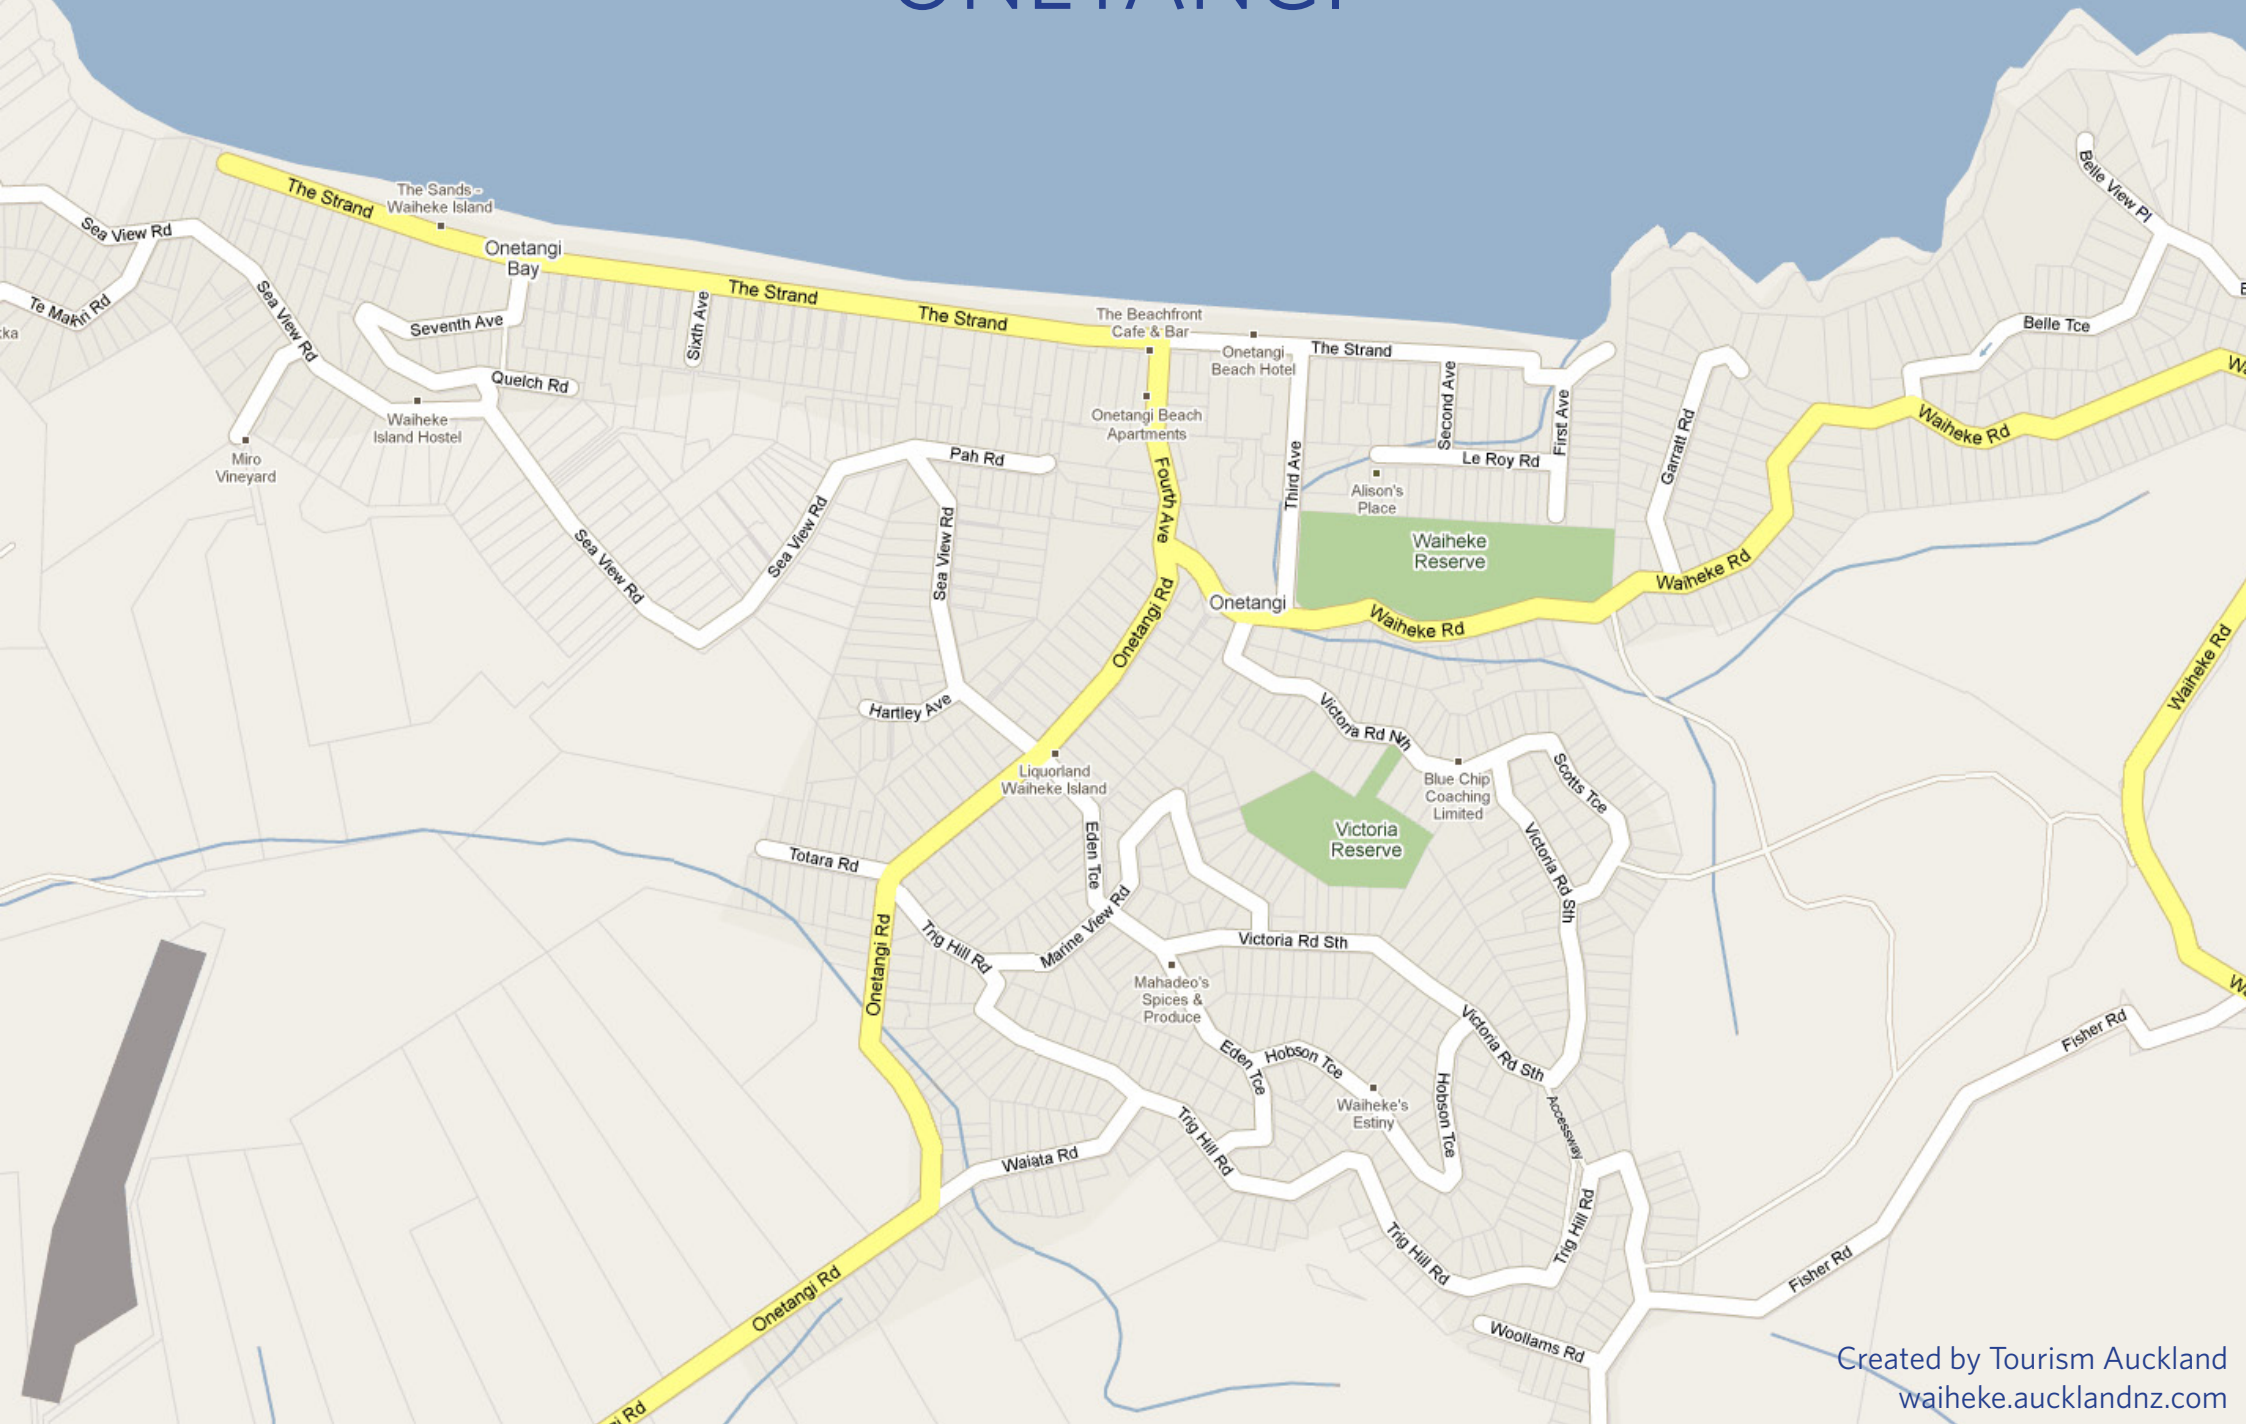 ONETANGI
The Strand
The Sands -
Waiheke Island
Onetangi
Bay
Sea View Rd
Te Makiri Rd
Sea View Rd
Seventh Ave
Sixth Ave
The Strand
The Strand
The Beachfront
Cafe & Bar
Onetangi
Beach Hotel
The Strand
Quelch Rd
Waiheke
Island Hostel
Miro
Vineyard
Onetangi Beach
Apartments
Pah Rd
Fourth Ave
Third Ave
Second Ave
First Ave
Le Roy Rd
Alison's
Place
Garratt Rd
Belle View Pl
Belle Tce
Waiheke Rd
Waiheke
Reserve
Waiheke Rd
Sea View Rd
Sea View Rd
Sea View Rd
Onetangi Rd
Onetangi
Waiheke Rd
Waiheke Rd
Hartley Ave
Victoria Rd Nth
Liquorland
Waiheke Island
Blue Chip
Coaching
Limited
Scotts Tce
Victoria
Reserve
Victoria Rd Sth
Totara Rd
Eden Tce
Onetangi Rd
Trig Hill Rd
Marine View Rd
Victoria Rd Sth
Mahadeo's
Spices &
Produce
Victoria Rd Sth
Eden Tce
Hobson Tce
Hobson Tce
Waiheke's
Estiny
Accessway
Fisher Rd
Waiata Rd
Trig Hill Rd
Trig Hill Rd
Trig Hill Rd
Fisher Rd
Onetangi Rd
Woollams Rd
Created by Tourism Auckland
waiheke.aucklandnz.com